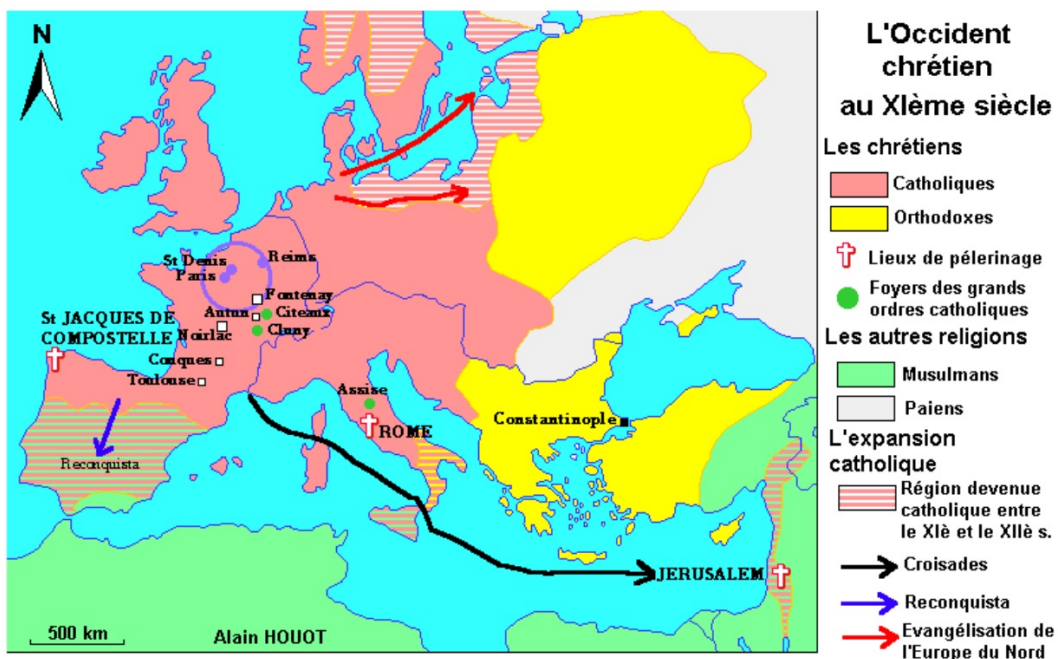 N
L'Occident
chrétien
au XIème siècle
Les chrétiens
Catholiques
Orthodoxes
Lieux de pélerinage
Foyers des grands
ordres catholiques
Les autres religions
Musulmans
Paiens
L'expansion
catholique
Région devenue
catholique entre
le XIè et le XIIè s.
Croisades
Reconquista
Evangélisation de
l'Europe du Nord
St Denis
Reims
Paris
Fontenay
Autun
Citeaux
St JACQUES DE
COMPOSTELLE
Noirlac
Cluny
Conques
Toulouse
Assise
ROME
Constantinople
Reconquista
JERUSALEM
500 km
Alain HOUOT